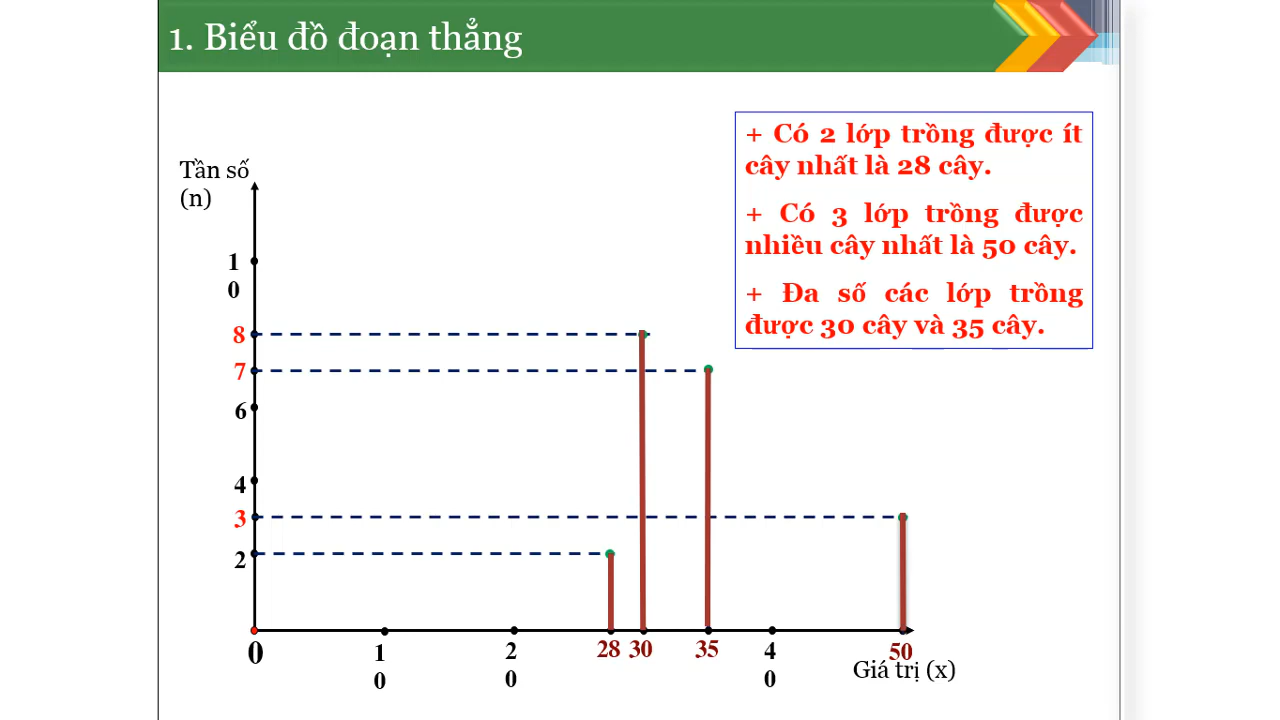 1. Biểu đồ đoạn thẳng
+ Có 2 lớp trồng được ít
cây nhất là 28 cây.
+ Có 3 lớp trồng được
nhiều cây nhất là 50 cây.
+ Đa số các lớp trồng
được 30 cây và 35 cây.
Tần số
(n)
1
0
8
7
6
4
3
2
0
1
0
2
0
28
30
35
4
0
50
Giá trị (x)